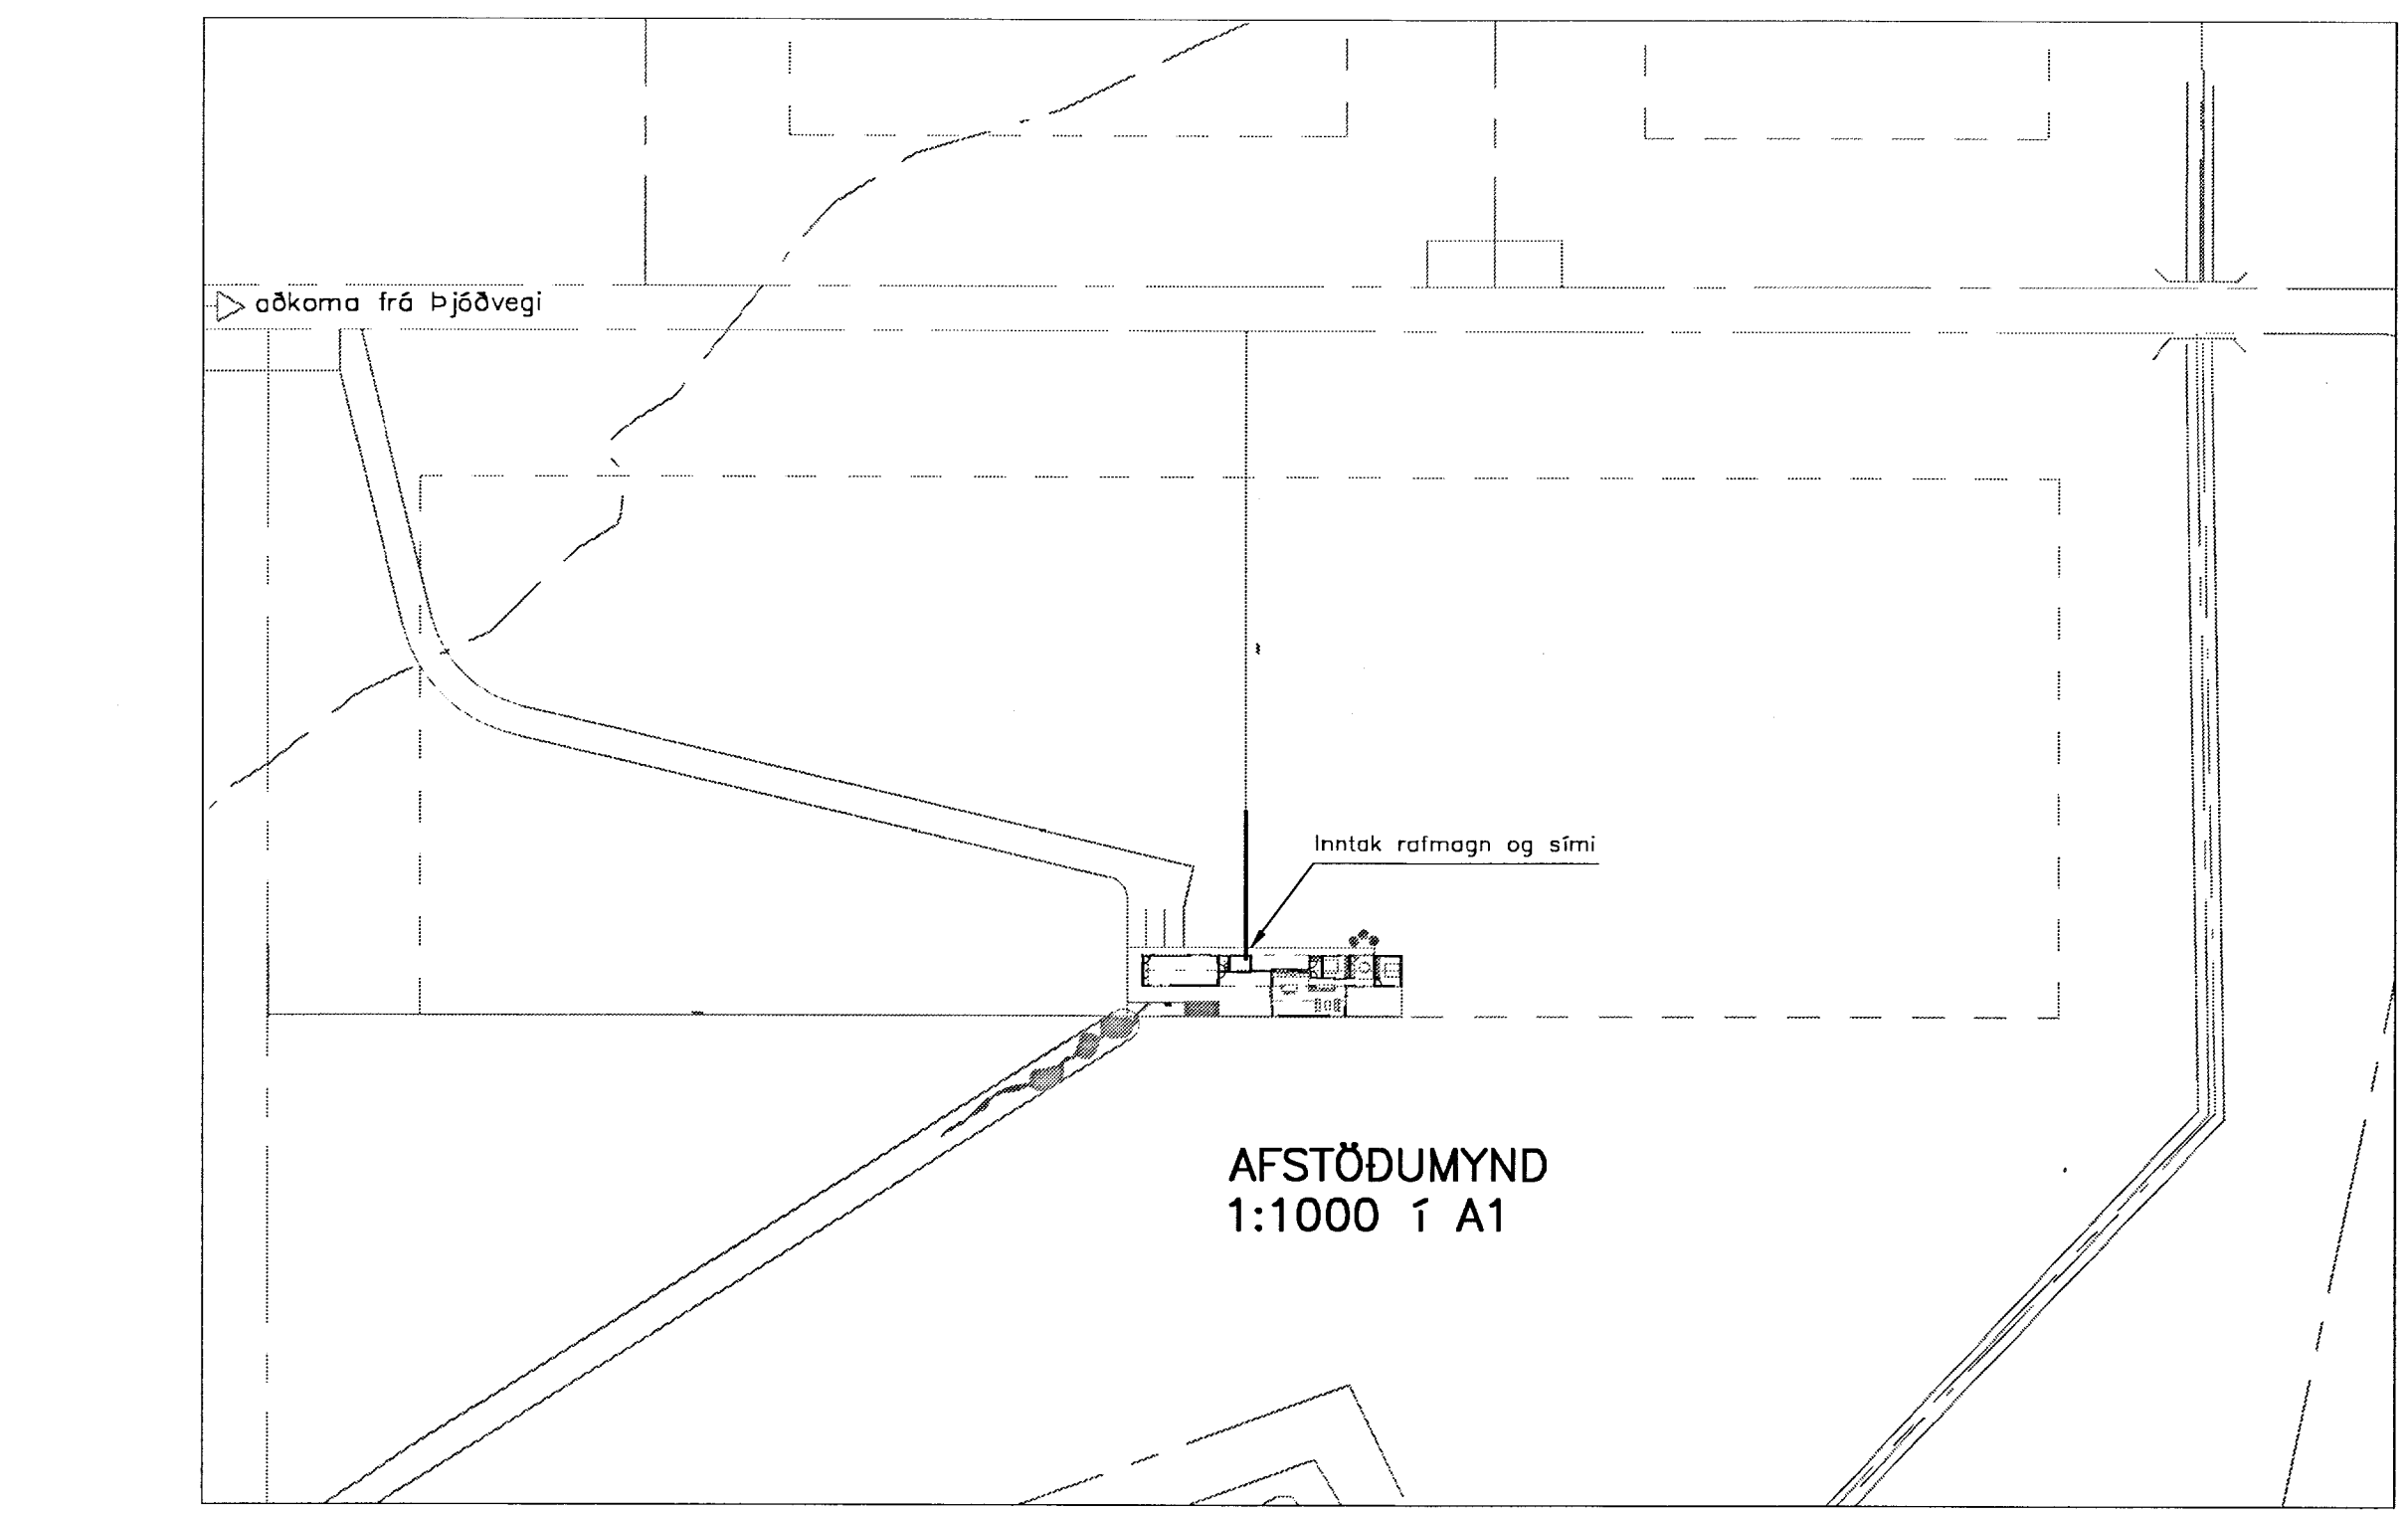 aðkoma frá Þjóðvegi
Inntak rafmagn og sími
AFSTÖÐUMYND
1:1000 í A1